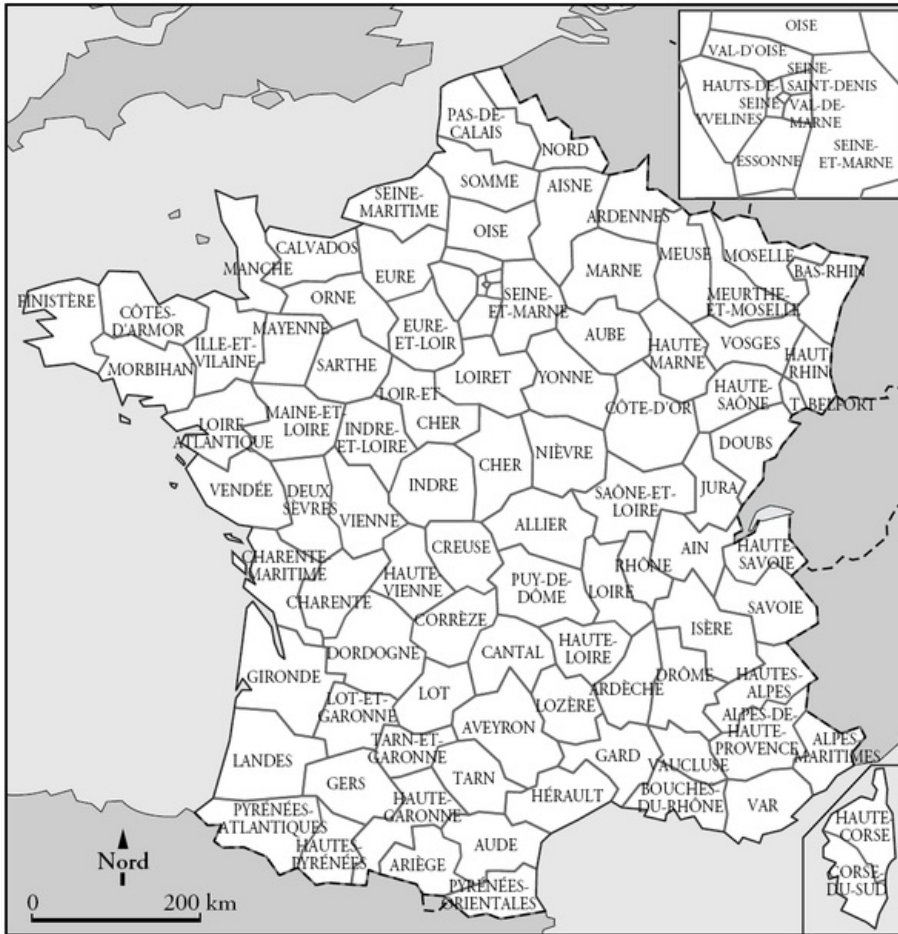 OISE
VAL-D'OISE
SEINE-
SAINT-DENIS
HAUTS-DE-
SEINE
YVELINES
VAL-DE-
MARNE
ESSONNE
SEINE-
ET-MARNE
PAS-DE-
CALAIS
NORD
SOMME
AISNE
SEINE-
MARITIME
OISE
ARDENNES
CALVADOS
MANCHE
EURE
MARNE
MEUSE
MOSELLE
BAS-RHIN
FINISTÈRE
CÔTES-
D'ARMOR
ORNE
SEINE-
ET-MARNE
MEURTHE-
ET-MOSELLE
ILLE-ET-
VILAINE
MAYENNE
EURE-
ET-LOIR
AUBE
HAUTE-
MARNE
VOSGES
HAUT
RHIN
MORBIHAN
SARTHE
LOIRET
YONNE
HAUTE-
SAÔNE
T. BELFORT
LOIRE
ATLANTIQUE
MAINE-ET-
LOIRE
LOIR-ET-
CHER
INDRE-
ET-LOIRE
CÔTE-D'OR
DOUBS
VENDÉE
DEUX
SÈVRES
VIENNE
INDRE
CHER
NIÈVRE
SAÔNE-ET-
LOIRE
JURA
CHARENTE-
MARITIME
CHARENTE
HAUTE-
VIENNE
CREUSE
ALLIER
PUY-DE-
DÔME
LOIRE
RHÔNE
AIN
HAUTE-
SAVOIE
SAVOIE
GIRONDE
DORDOGNE
CORRÈZE
CANTAL
HAUTE-
LOIRE
ISÈRE
LOT-ET-
GARONNE
LOT
AVEYRON
LOZÈRE
ARDÈCHE
DRÔME
HAUTES-
ALPES
ALPES-DE-
HAUTE-
PROVENCE
ALPES
MARITIMES
LANDES
TARN-ET-
GARONNE
GERS
TARN
GARD
VAUCLUSE
HAUTE-
GARONNE
HÉRAULT
BOUCHES-
DU-RHÔNE
VAR
PYRÉNÉES-
ATLANTIQUES
HAUTES-
PYRÉNÉES
ARIÈGE
AUDE
PYRÉNÉES-
ORIENTALES
HAUTE-
CORSE
CORSE-
DU-SUD
Nord
0 200 km